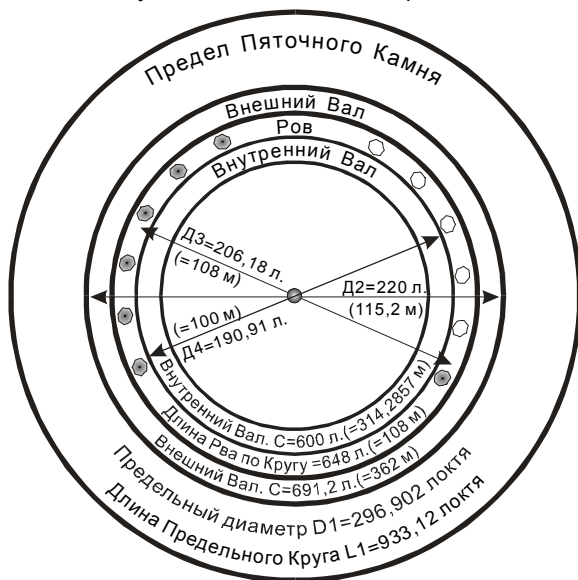 Предел Пяточного Камня
Внешний Вал
Ров
Внутренний Вал
Д3=206,18 л.
(=108 м)
Д2=220 л.
(115,2 м)
(=100 м)
Д4=190,91 л.
Внутренний Вал. С=600 л.(=314,2857 м)
Длина Рва по Кругу =648 л.(=108 м)
Внешний Вал. С=691,2 л.(=362 м)
Предельный диаметр D1=296,902 локтя
Длина Предельного Круга L1=933,12 локтя